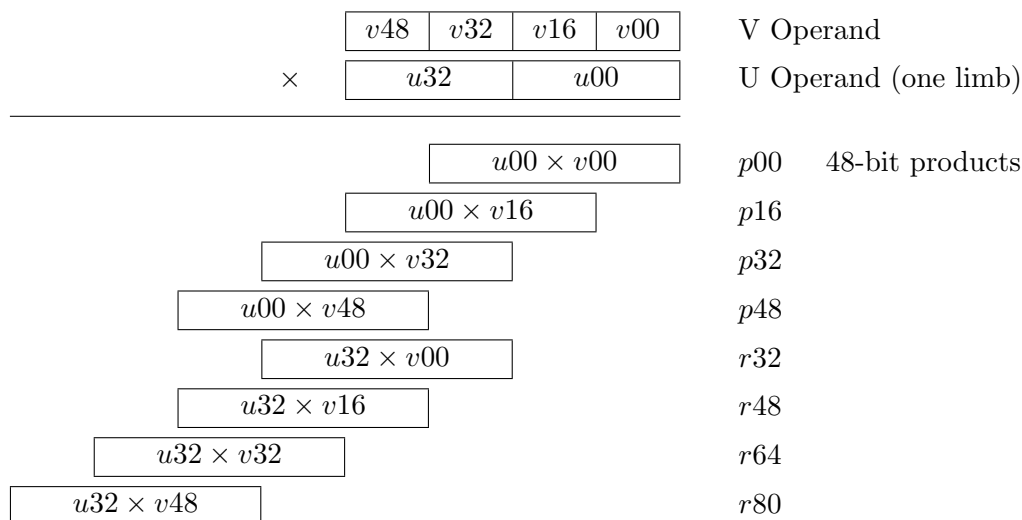 v48 v32 v16 v00 V Operand
× u32 u00 U Operand (one limb)
u00 × v00 p00 48-bit products
u00 × v16 p16
u00 × v32 p32
u00 × v48 p48
u32 × v00 r32
u32 × v16 r48
u32 × v32 r64
u32 × v48 r80